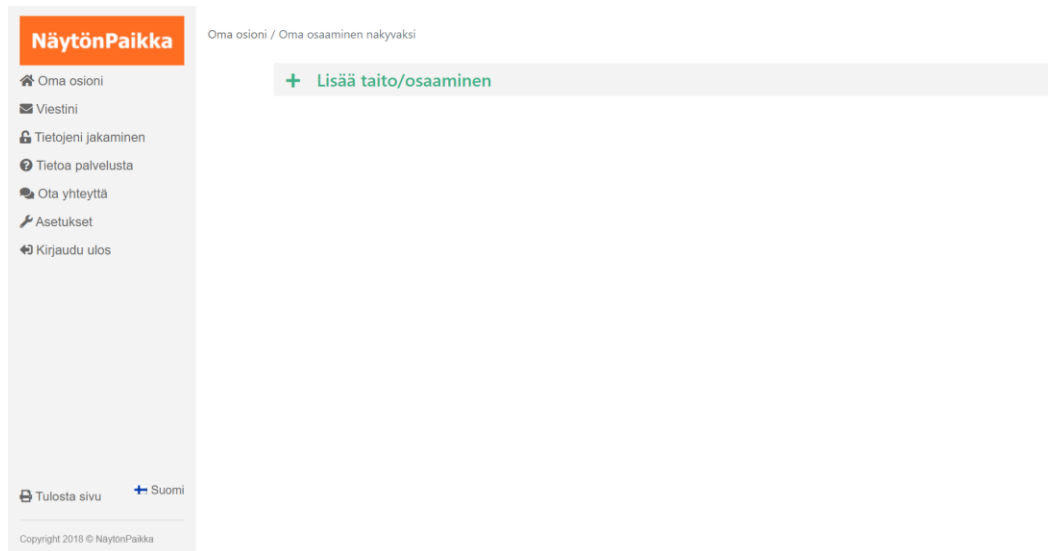 NäytönPaikka
Oma osioni / Oma osaaminen nakyvaksi
Lisää taito/osaaminen
Oma osioni
Viestini
Tietojeni jakaminen
Tietoa palvelusta
Ota yhteyttä
Asetukset
Kirjaudu ulos
Tulosta sivu
Suomi
Copyright 2018 © NäytönPaikka